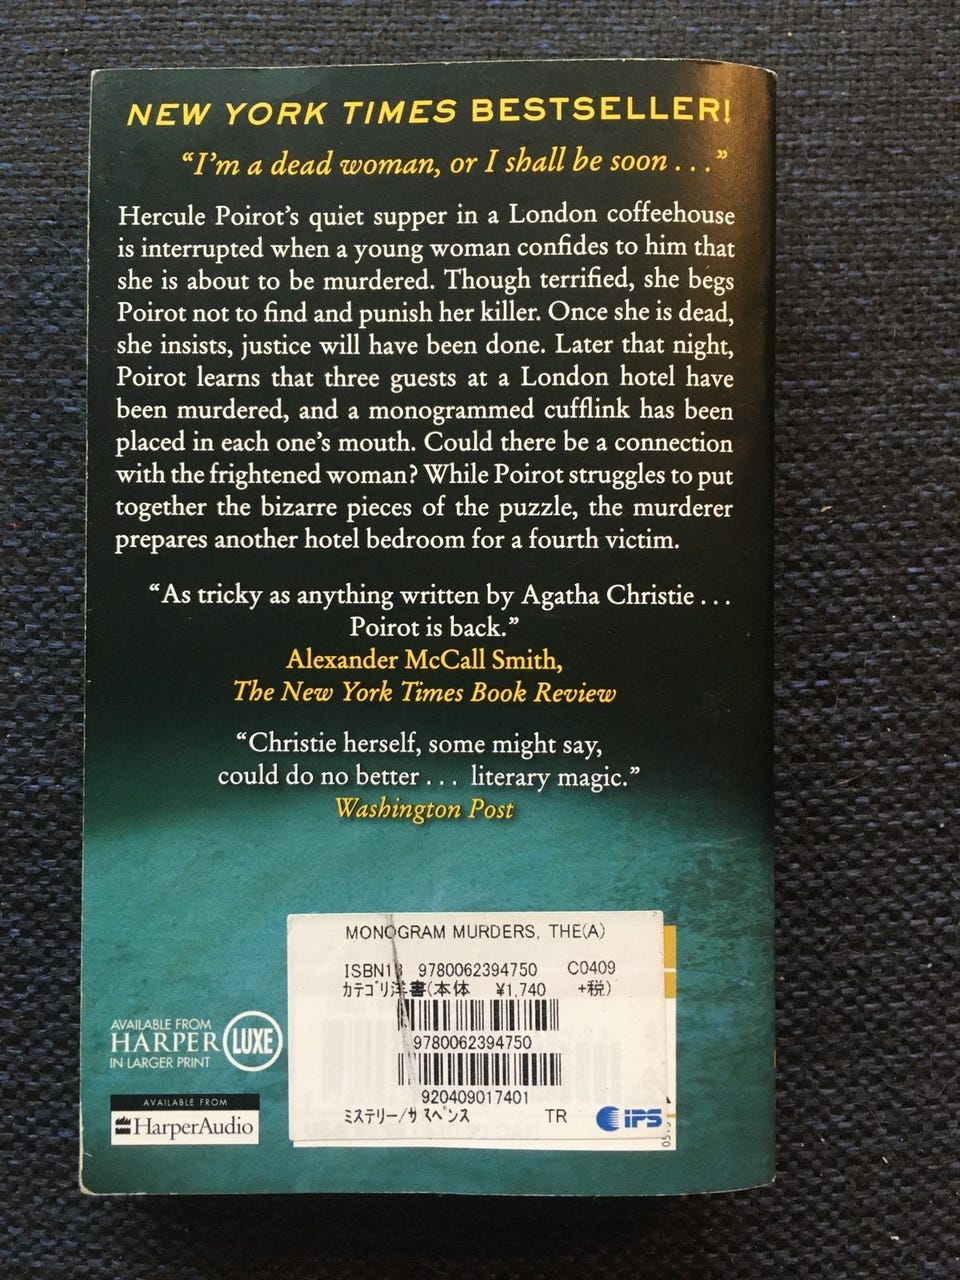 NEW YORK TIMES BESTSELLER!
“I’m a dead woman, or I shall be soon . . .”
Hercule Poirot’s quiet supper in a London coffeehouse
is interrupted when a young woman confides to him that
she is about to be murdered. Though terrified, she begs
Poirot not to find and punish her killer. Once she is dead,
she insists, justice will have been done. Later that night,
Poirot learns that three guests at a London hotel have
been murdered, and a monogrammed cufflink has been
placed in each one’s mouth. Could there be a connection
with the frightened woman? While Poirot struggles to put
together the bizarre pieces of the puzzle, the murderer
prepares another hotel bedroom for a fourth victim.
“As tricky as anything written by Agatha Christie . . .
Poirot is back.”
Alexander McCall Smith,
The New York Times Book Review
“Christie herself, some might say,
could do no better . . . literary magic.”
Washington Post
MONOGRAM MURDERS, THE(A)
ISBN13 9780062394750 C0409
カテゴリ洋書(本体 ¥1,740 +税)
9780062394750
920409017401
ミステリー/サスペンス TR iPS
AVAILABLE FROM
HARPER LUXE
IN LARGER PRINT
AVAILABLE FROM
HarperAudio